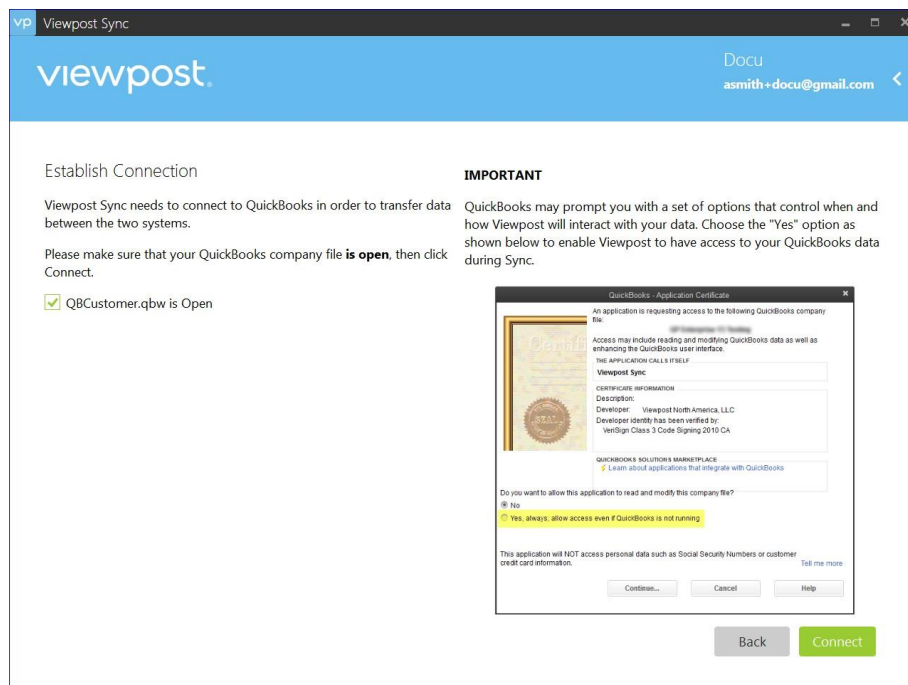 vp Viewpost Sync
viewpost.
Docu
asmith+docu@gmail.com
Establish Connection
Viewpost Sync needs to connect to QuickBooks in order to transfer data
between the two systems.
Please make sure that your QuickBooks company file is open, then click
Connect.
QBCustomer.qbw is Open
IMPORTANT
QuickBooks may prompt you with a set of options that control when and
how Viewpost will interact with your data. Choose the "Yes" option as
shown below to enable Viewpost to have access to your QuickBooks data
during Sync.
QuickBooks - Application Certificate
An application is requesting access to the following QuickBooks company
file:
Access may include reading and modifying QuickBooks data as well as
enhancing the QuickBooks user interface.
THE APPLICATION CALLS ITSELF
Viewpost Sync
CERTIFICATE INFORMATION
Description:
Developer: Viewpost North America, LLC
Developer identity has been verified by:
VeriSign Class 3 Code Signing 2010 CA
QUICKBOOKS SOLUTIONS MARKETPLACE
Learn about applications that integrate with QuickBooks
SEAL
Do you want to allow this application to read and modify this company file?
No
Yes, always; allow access even if QuickBooks is not running
This application will NOT access personal data such as Social Security Numbers or customer
credit card information.
Tell me more
Continue... Cancel Help
Back Connect